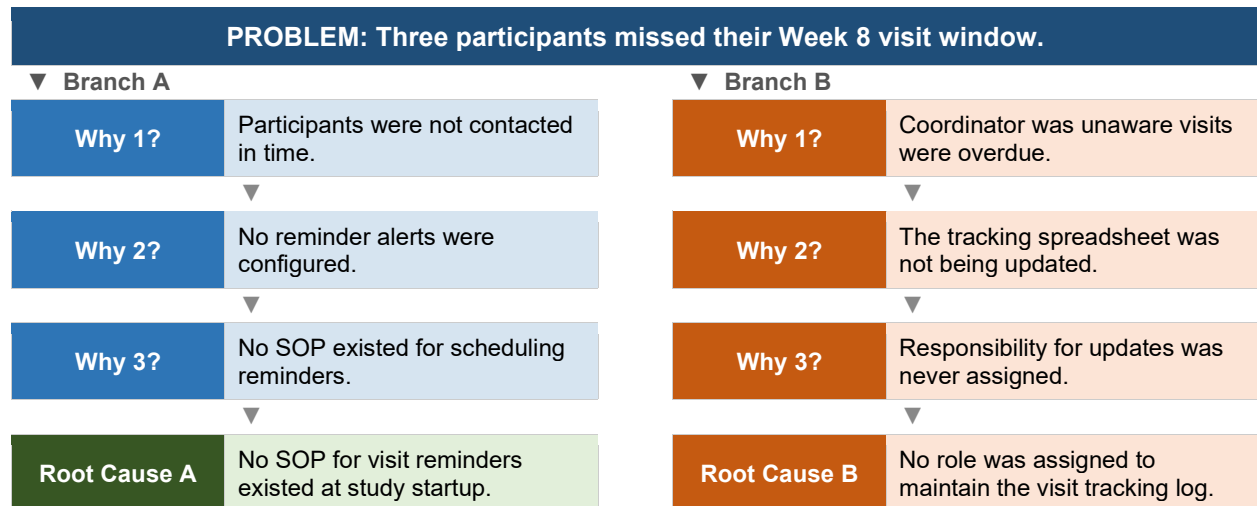 PROBLEM: Three participants missed their Week 8 visit window.
▼ Branch A
Why 1?
Participants were not contacted
in time.
▼
Why 2?
No reminder alerts were
configured.
▼
Why 3?
No SOP existed for scheduling
reminders.
▼
Root Cause A
No SOP for visit reminders
existed at study startup.
▼ Branch B
Why 1?
Coordinator was unaware visits
were overdue.
▼
Why 2?
The tracking spreadsheet was
not being updated.
▼
Why 3?
Responsibility for updates was
never assigned.
▼
Root Cause B
No role was assigned to
maintain the visit tracking log.